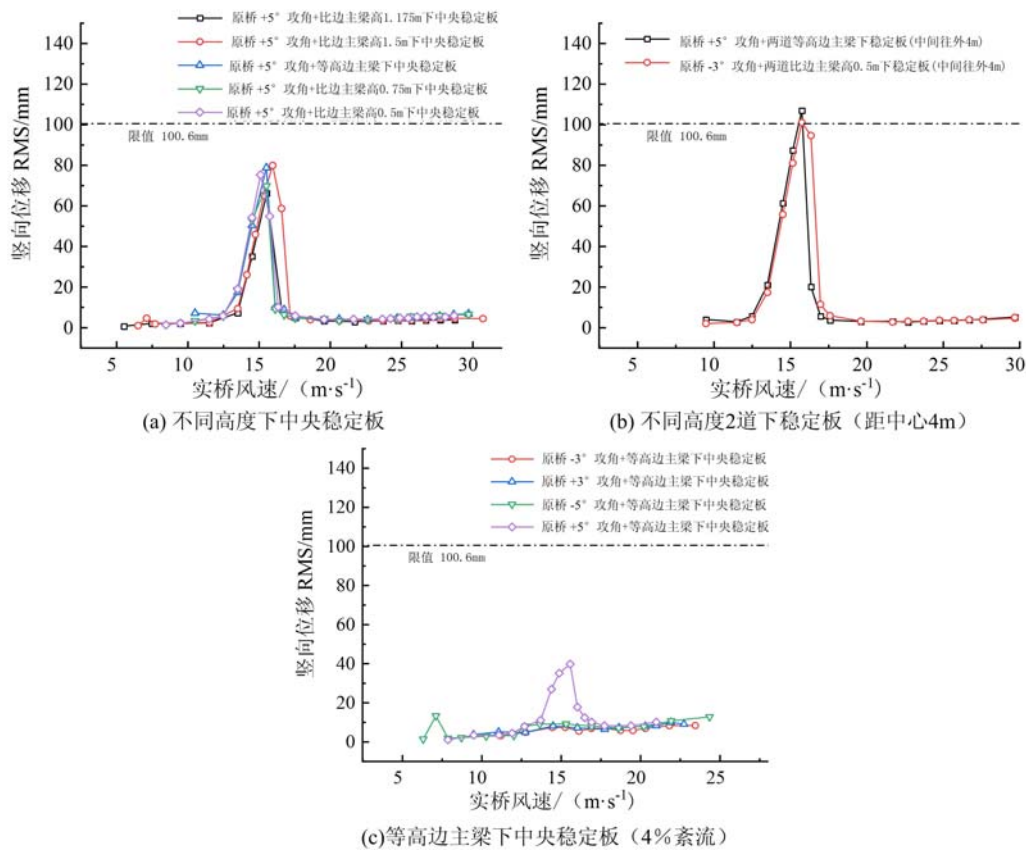 原桥 +5° 攻角+比边主梁高1.175m下中央稳定板
原桥 +5° 攻角+比边主梁高1.5m下中央稳定板
原桥 +5° 攻角+等高边主梁下中央稳定板
原桥 +5° 攻角+比边主梁高0.75m下中央稳定板
原桥 +5° 攻角+比边主梁高0.5m下中央稳定板
限值 100.6mm
140
120
100
80
60
40
20
0
竖向位移 RMS/mm
5 10 15 20 25 30
实桥风速/（m·s⁻¹）
(a) 不同高度下中央稳定板
原桥 +5° 攻角+两道等高边主梁下稳定板(中间往外4m)
原桥 -3° 攻角+两道比边主梁高0.5m下稳定板(中间往外4m)
限值 100.6mm
140
120
100
80
60
40
20
0
竖向位移 RMS/mm
5 10 15 20 25 30
实桥风速/（m·s⁻¹）
(b) 不同高度2道下稳定板（距中心4m）
原桥 -3° 攻角+等高边主梁下中央稳定板
原桥 +3° 攻角+等高边主梁下中央稳定板
原桥 -5° 攻角+等高边主梁下中央稳定板
原桥 +5° 攻角+等高边主梁下中央稳定板
限值 100.6mm
140
120
100
80
60
40
20
0
竖向位移 RMS/mm
5 10 15 20 25
实桥风速/（m·s⁻¹）
(c)等高边主梁下中央稳定板（4%紊流）